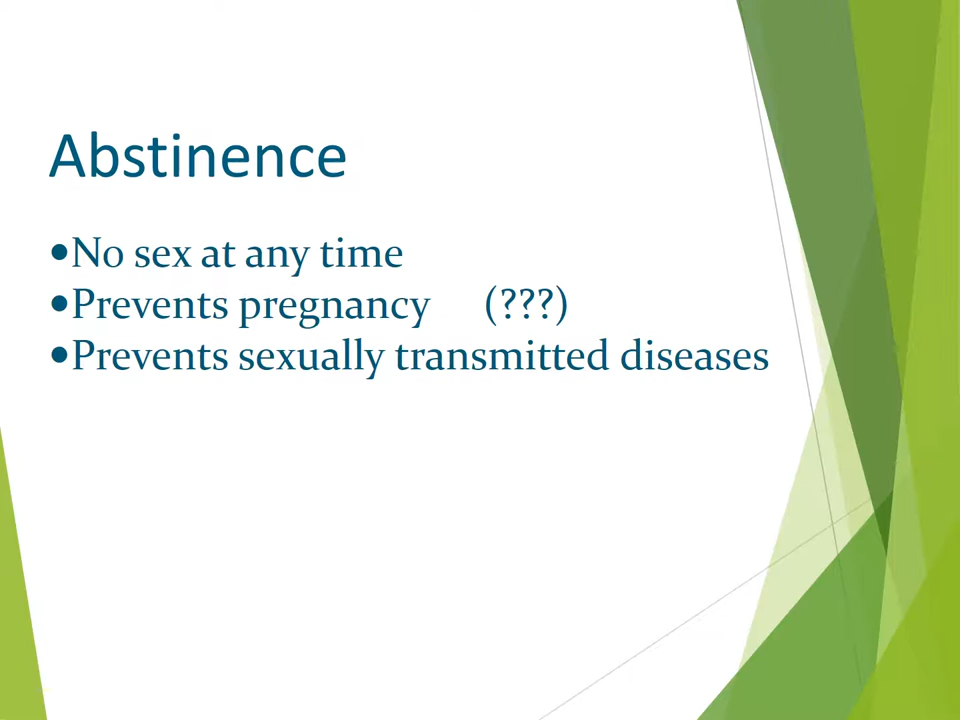 Abstinence
•No sex at any time
•Prevents pregnancy (???)
•Prevents sexually transmitted diseases